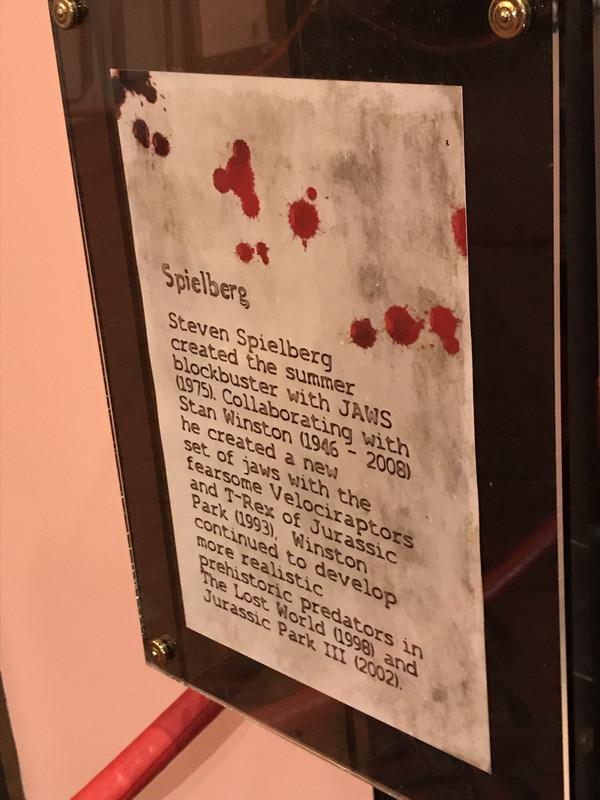 Spielberg
Steven Spielberg
created the summer
blockbuster with JAWS
(1975). Collaborating with
Stan Winston (1946 - 2008)
he created a new
set of jaws with the
fearsome Velociraptors
and T-Rex of Jurassic
Park (1993), Winston
continued to develop
more realistic
prehistoric predators in
The Lost World (1998) and
Jurassic Park III (2002).